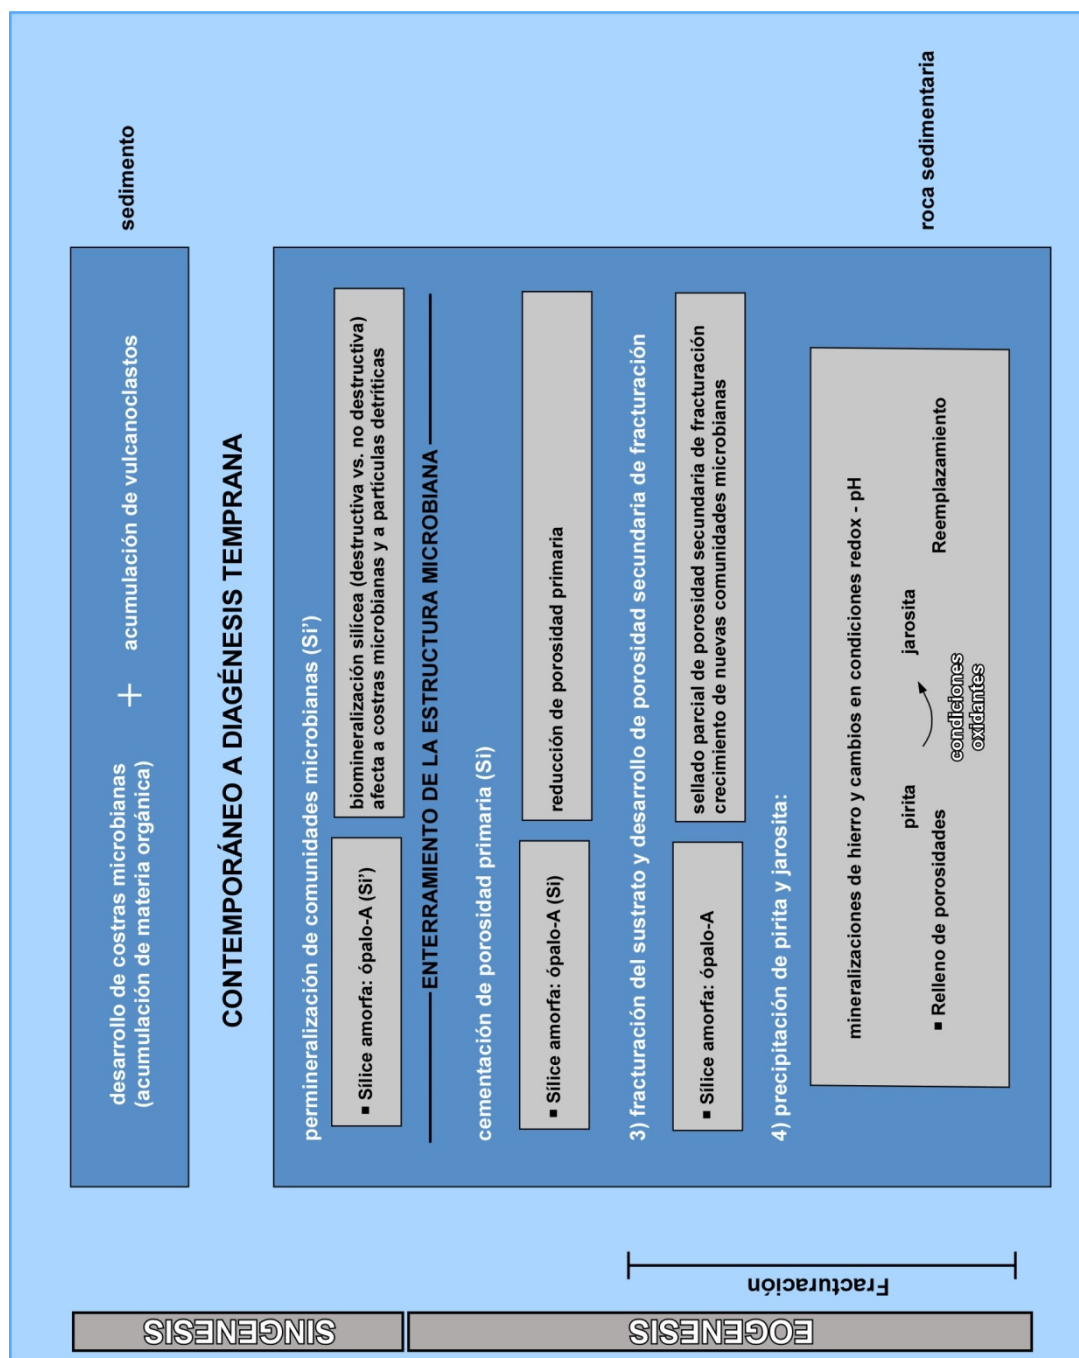 desarrollo de costras microbianas
(acumulación de materia orgánica)
+
acumulación de vulcanoclastos
sedimento
CONTEMPORÁNEO A DIAGÉNESIS TEMPRANA
permineralización de comunidades microbianas (Si')
▪ Sílice amorfa: ópalo-A (Si')
biomineralización silícea (destructiva vs. no destructiva)
afecta a costras microbianas y a partículas detríticas
ENTERRAMIENTO DE LA ESTRUCTURA MICROBIANA
cementación de porosidad primaria (Si)
▪ Sílice amorfa: ópalo-A (Si)
reducción de porosidad primaria
3) fracturación del sustrato y desarrollo de porosidad secundaria de fracturación
▪ Sílice amorfa: ópalo-A
sellado parcial de porosidad secundaria de fracturación
crecimiento de nuevas comunidades microbianas
4) precipitación de pirita y jarosita:
mineralizaciones de hierro y cambios en condiciones redox - pH
pirita
jarosita
▪ Relleno de porosidades
condiciones
oxidantes
Reemplazamiento
roca sedimentaria
Fracturación
SINGENESIS
EOGENESIS